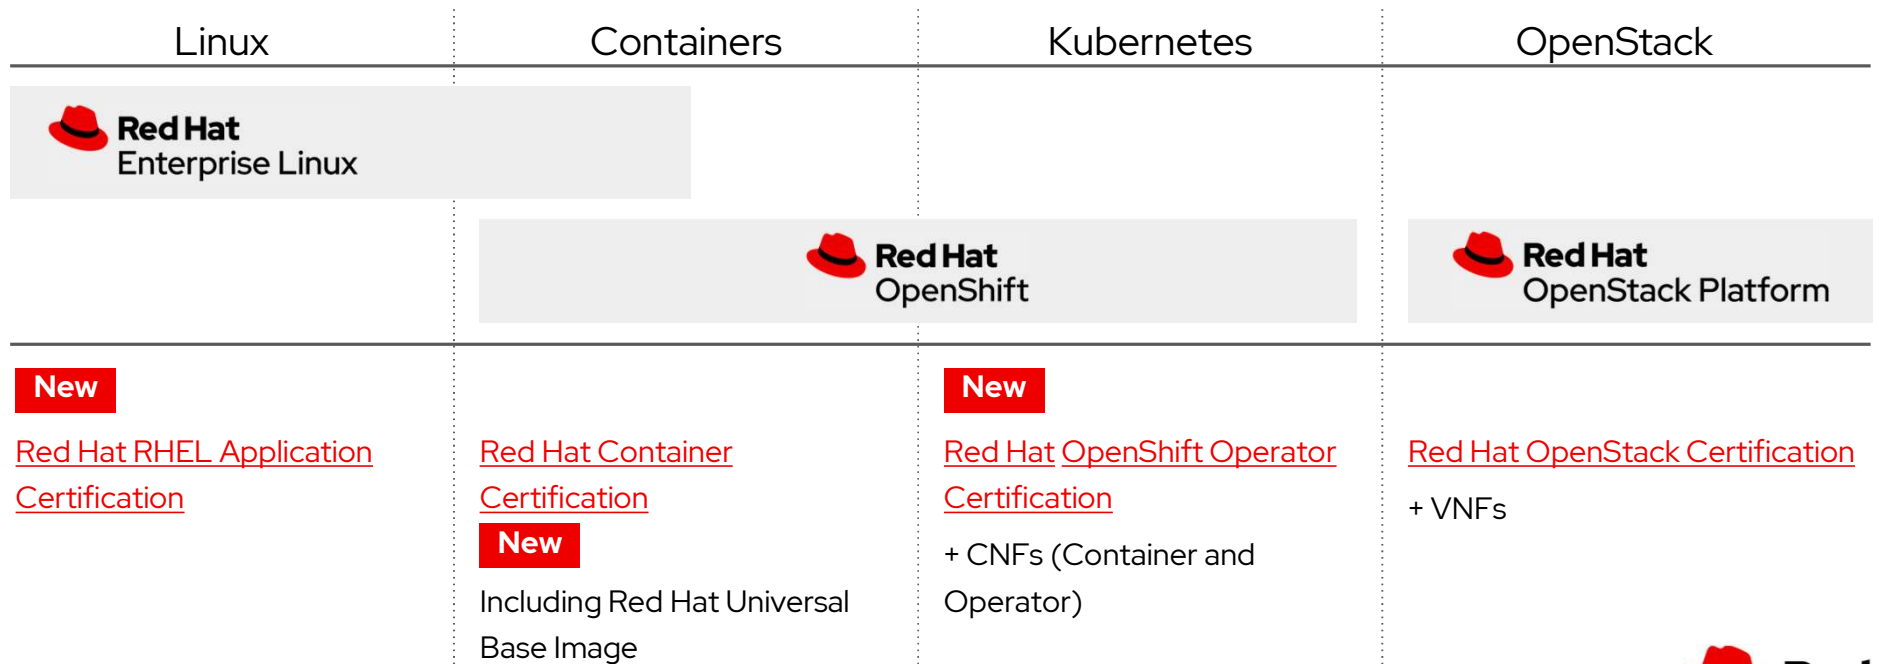 Linux
Containers
Kubernetes
OpenStack
Red Hat
Enterprise Linux
Red Hat
OpenShift
Red Hat
OpenStack Platform
New
Red Hat RHEL Application
Certification
Red Hat Container
Certification
New
Including Red Hat Universal
Base Image
New
Red Hat OpenShift Operator
Certification
+ CNFs (Container and
Operator)
Red Hat OpenStack Certification
+ VNFs